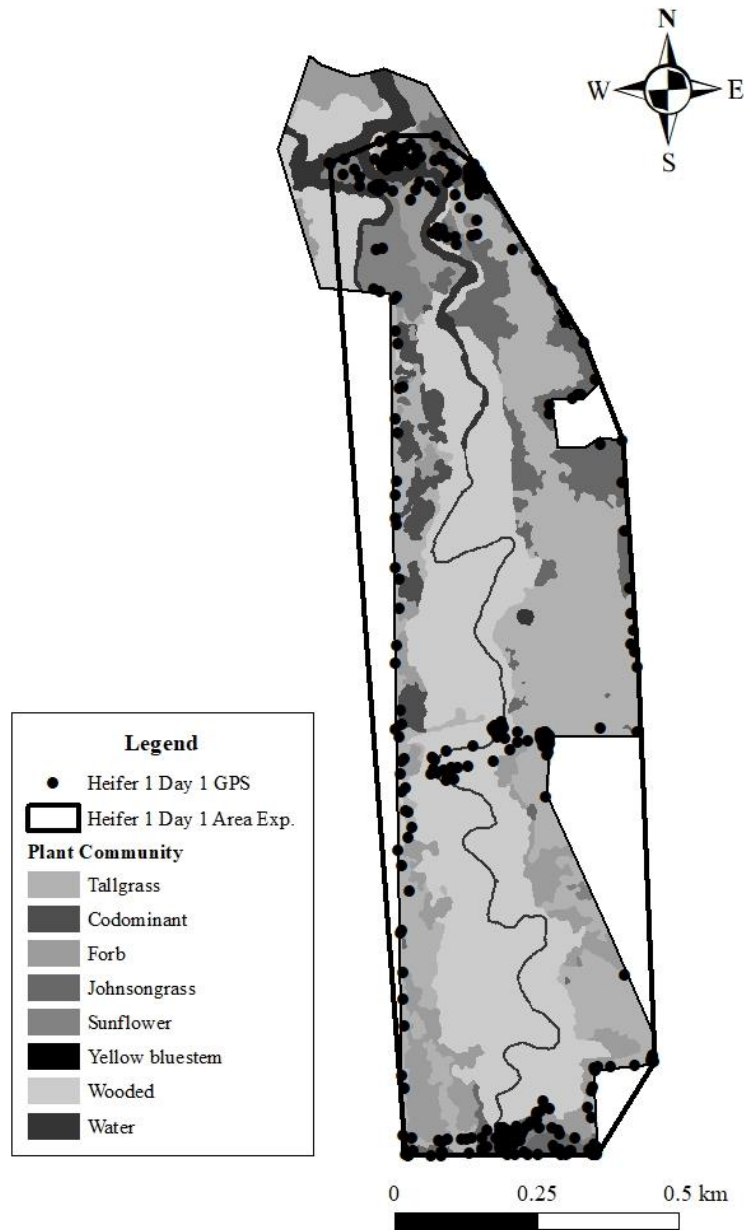 N
W E
S
Legend
Heifer 1 Day 1 GPS
Heifer 1 Day 1 Area Exp.
Plant Community
Tallgrass
Codominant
Forb
Johnsongrass
Sunflower
Yellow bluestem
Wooded
Water
0 0.25 0.5 km